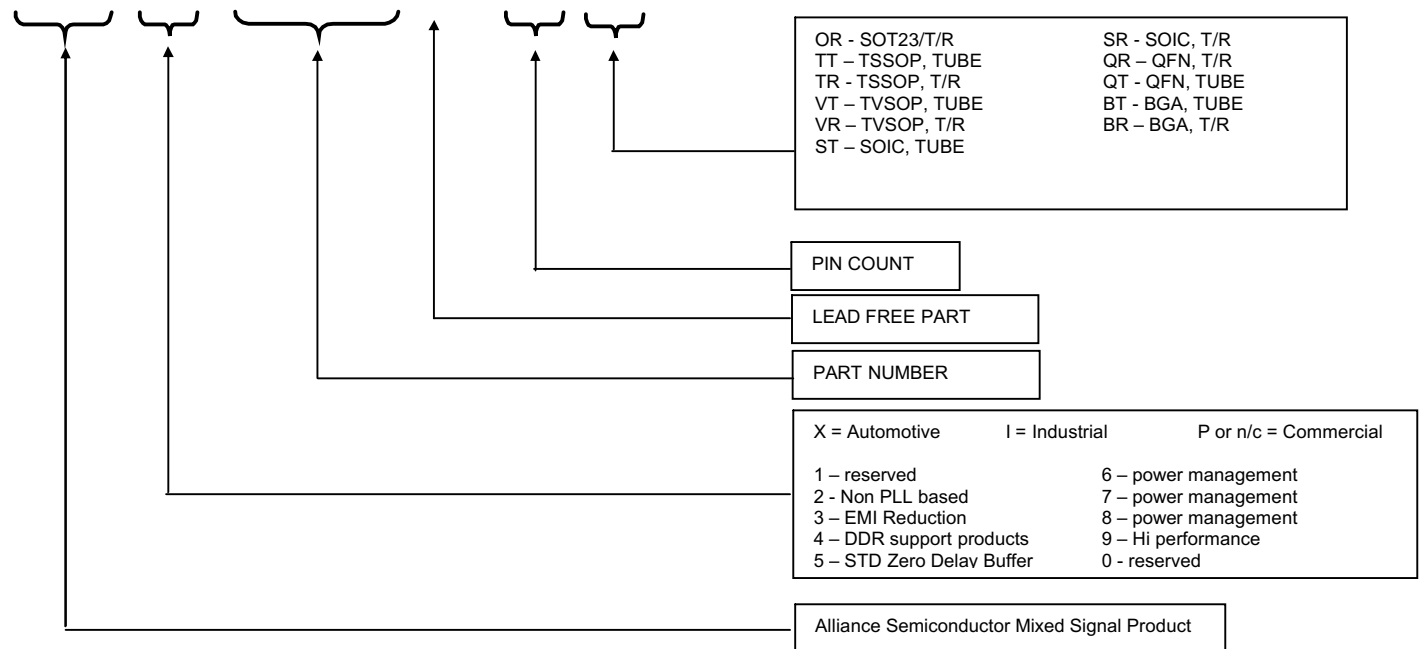 OR - SOT23/T/R SR - SOIC, T/R
TT – TSSOP, TUBE QR – QFN, T/R
TR - TSSOP, T/R QT - QFN, TUBE
VT – TVSOP, TUBE BT - BGA, TUBE
VR – TVSOP, T/R BR – BGA, T/R
ST – SOIC, TUBE
PIN COUNT
LEAD FREE PART
PART NUMBER
X = Automotive I = Industrial P or n/c = Commercial
1 – reserved 6 – power management
2 - Non PLL based 7 – power management
3 – EMI Reduction 8 – power management
4 – DDR support products 9 – Hi performance
5 – STD Zero Delay Buffer 0 - reserved
Alliance Semiconductor Mixed Signal Product